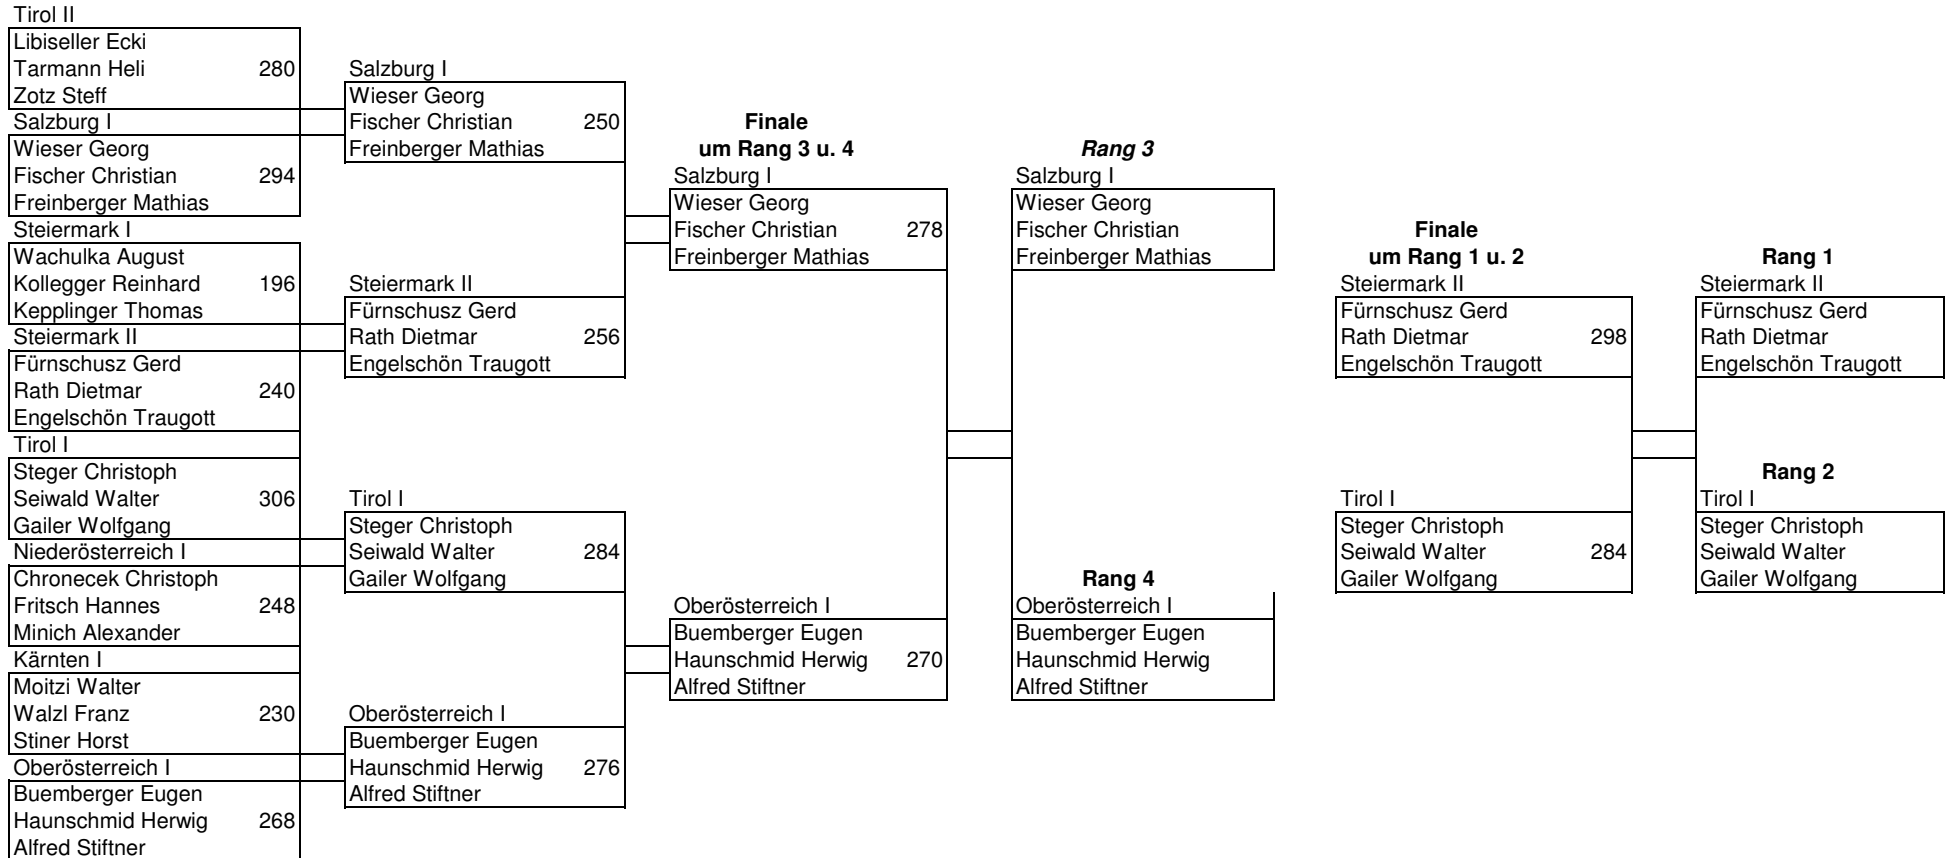 Tirol II
Libiseller Ecki
Tarmann Heli 280
Zotz Steff
Salzburg I
Wieser Georg
Fischer Christian 294
Freinberger Mathias
Steiermark I
Wachulka August
Kollegger Reinhard 196
Kepplinger Thomas
Steiermark II
Fürnschusz Gerd
Rath Dietmar 240
Engelschön Traugott
Tirol I
Steger Christoph
Seiwald Walter 306
Gailer Wolfgang
Niederösterreich I
Chronecek Christoph
Fritsch Hannes 248
Minich Alexander
Kärnten I
Moitzi Walter
Walzl Franz 230
Stiner Horst
Oberösterreich I
Buemberger Eugen
Haunschmid Herwig 268
Alfred Stiftner
Salzburg I
Wieser Georg
Fischer Christian 250
Freinberger Mathias
Steiermark II
Fürnschusz Gerd
Rath Dietmar 256
Engelschön Traugott
Tirol I
Steger Christoph
Seiwald Walter 284
Gailer Wolfgang
Oberösterreich I
Buemberger Eugen
Haunschmid Herwig 276
Alfred Stiftner
Finale
um Rang 3 u. 4
Salzburg I
Wieser Georg
Fischer Christian 278
Freinberger Mathias
Oberösterreich I
Buemberger Eugen
Haunschmid Herwig 270
Alfred Stiftner
Rang 3
Salzburg I
Wieser Georg
Fischer Christian
Freinberger Mathias
Rang 4
Oberösterreich I
Buemberger Eugen
Haunschmid Herwig
Alfred Stiftner
Finale
um Rang 1 u. 2
Steiermark II
Fürnschusz Gerd
Rath Dietmar 298
Engelschön Traugott
Tirol I
Steger Christoph
Seiwald Walter 284
Gailer Wolfgang
Rang 1
Steiermark II
Fürnschusz Gerd
Rath Dietmar
Engelschön Traugott
Rang 2
Tirol I
Steger Christoph
Seiwald Walter
Gailer Wolfgang